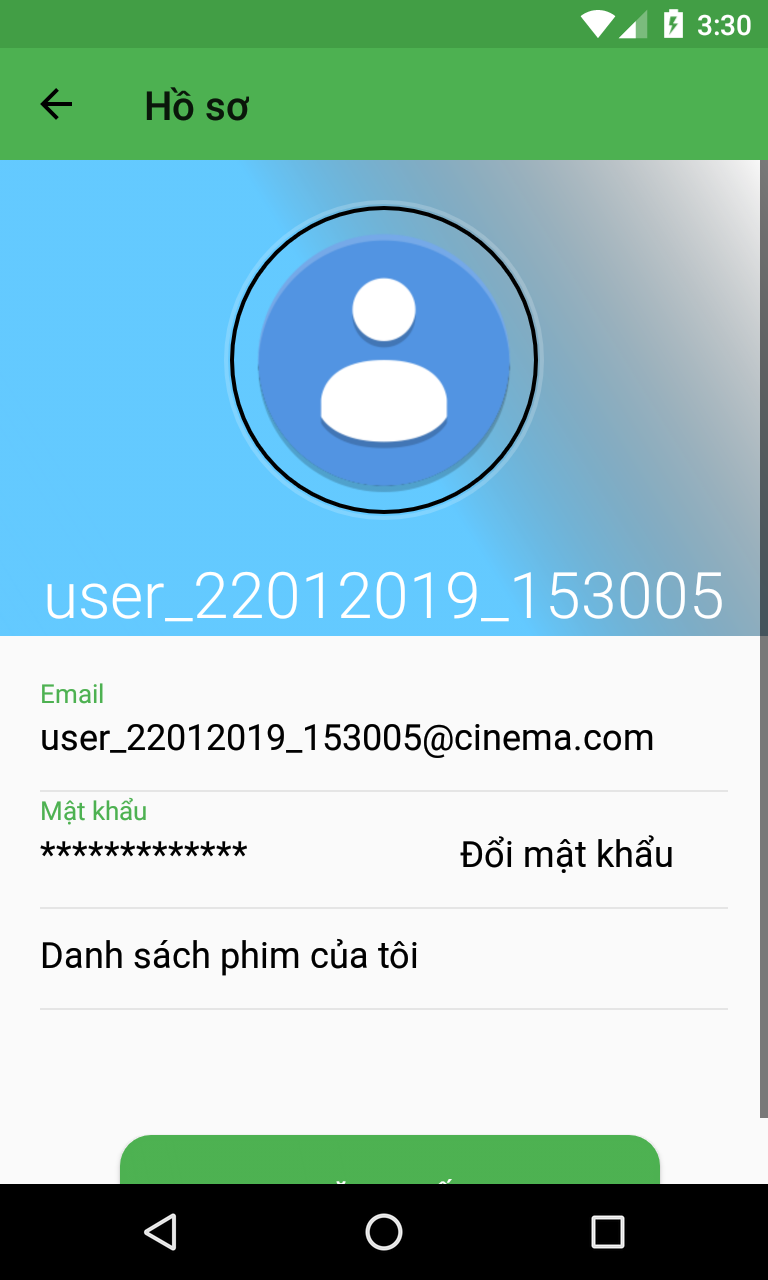 3:30
Hồ sơ
user_22012019_153005
Email
user_22012019_153005@cinema.com
Mật khẩu
*************
Đổi mật khẩu
Danh sách phim của tôi